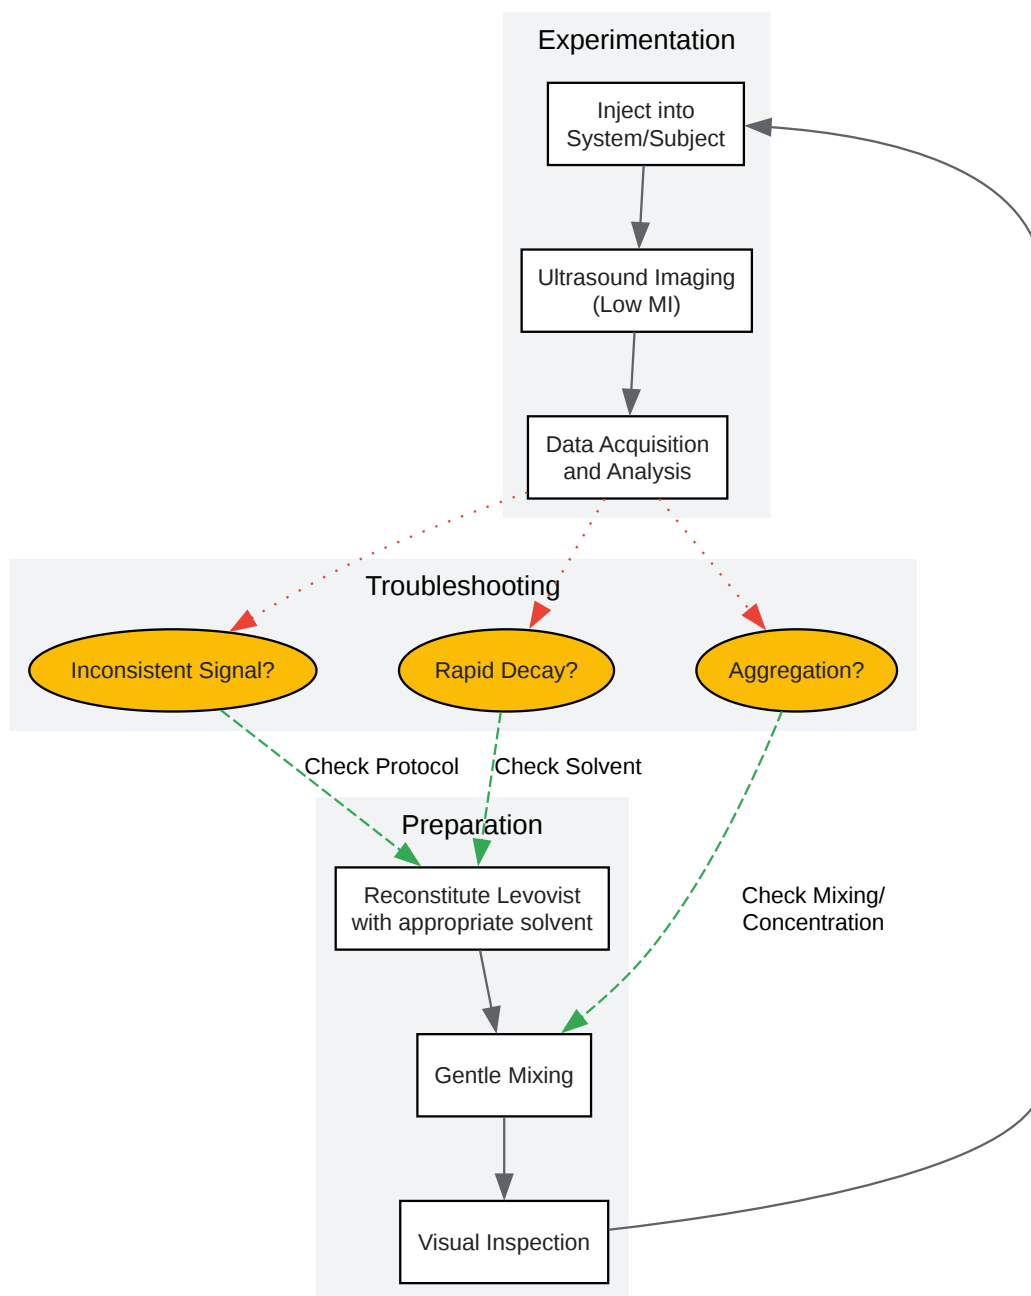 Experimentation
Inject into
System/Subject
Ultrasound Imaging
(Low MI)
Data Acquisition
and Analysis
Troubleshooting
Inconsistent Signal?
Rapid Decay?
Aggregation?
Check Protocol
Check Solvent
Preparation
Reconstitute Levovist
with appropriate solvent
Check Mixing/
Concentration
Gentle Mixing
Visual Inspection